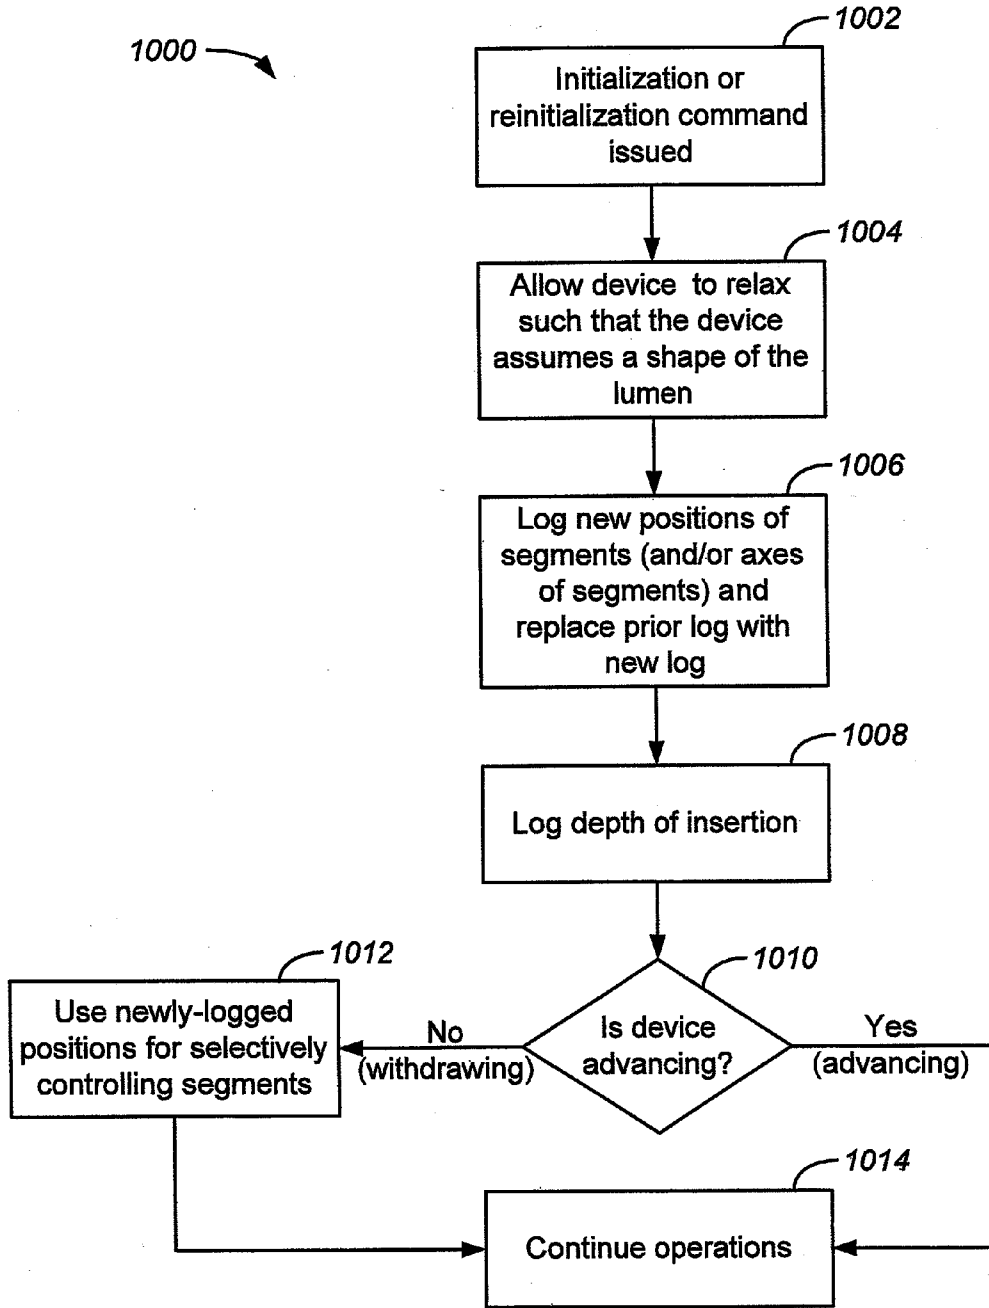 1000
1002
Initialization or
reinitialization command
issued
1004
Allow device to relax
such that the device
assumes a shape of the
lumen
1006
Log new positions of
segments (and/or axes
of segments) and
replace prior log with
new log
1008
Log depth of insertion
1010
Is device
advancing?
No
(withdrawing)
Yes
(advancing)
1012
Use newly-logged
positions for selectively
controlling segments
1014
Continue operations